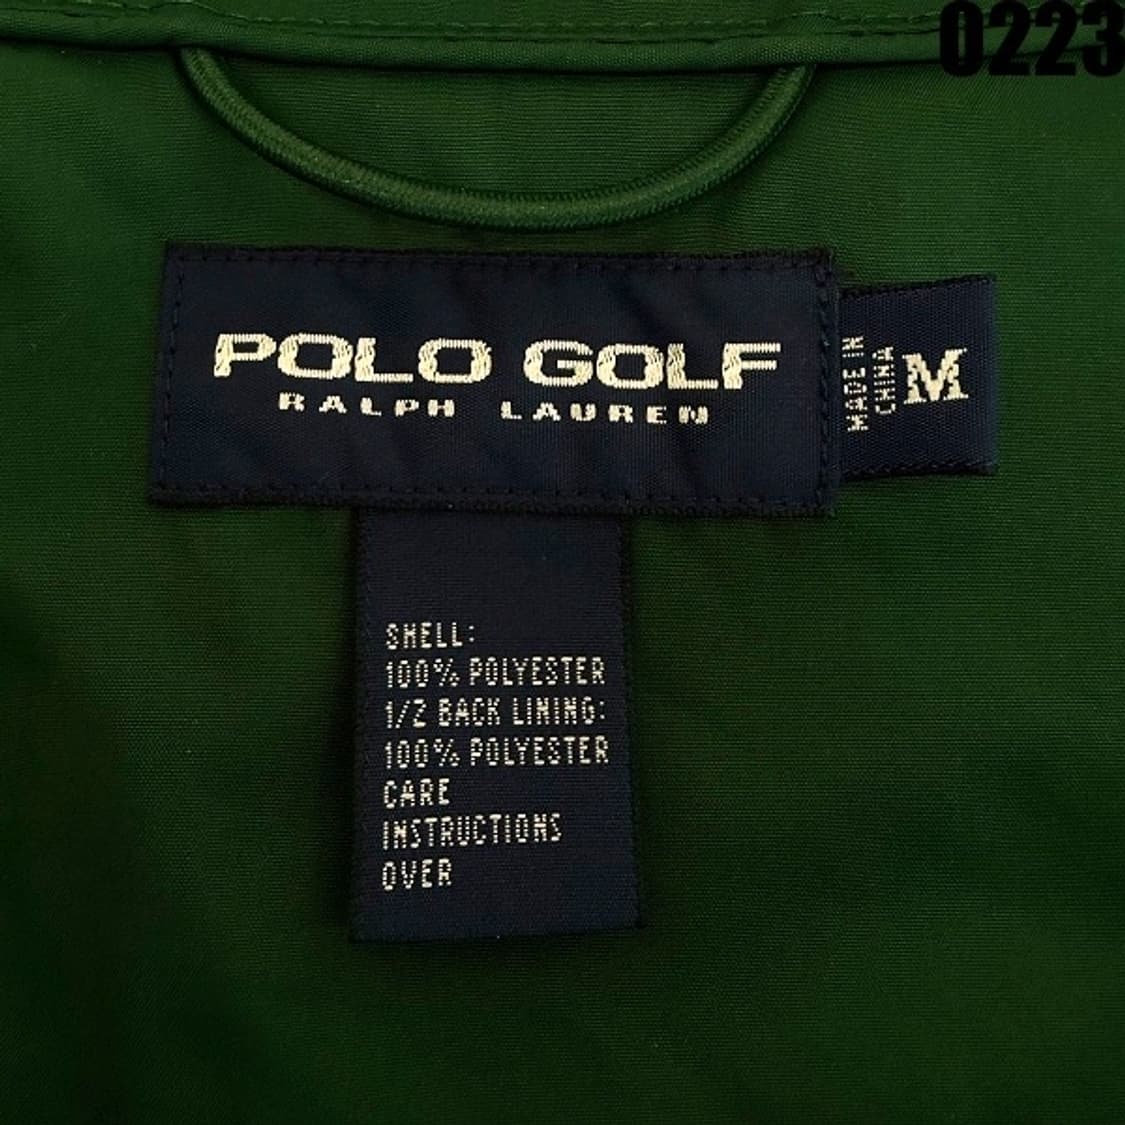 0223
POLO GOLF
RALPH LAUREN
MADE IN
CHINA
M
SHELL:
100% POLYESTER
1/2 BACK LINING:
100% POLYESTER
CARE
INSTRUCTIONS
OVER